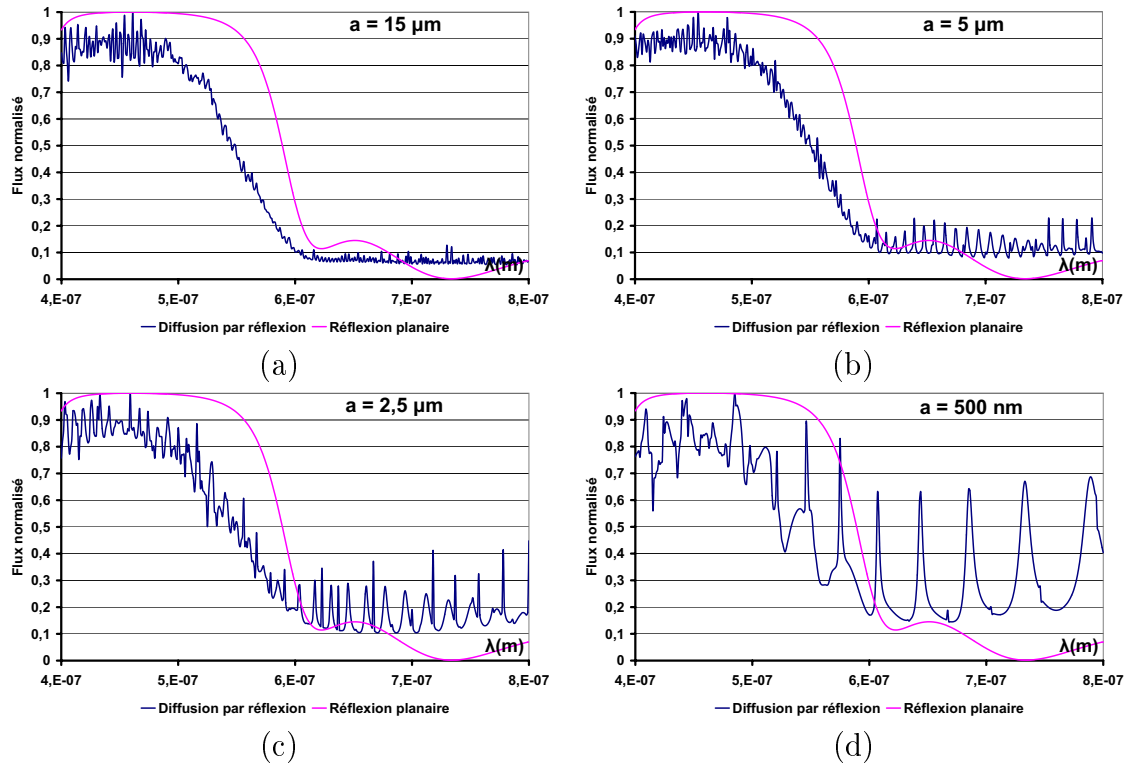 a = 15 µm
Flux normalisé
1
0,9
0,8
0,7
0,6
0,5
0,4
0,3
0,2
0,1
0
4,E-07 5,E-07 6,E-07 7,E-07 8,E-07
λ(m)
Diffusion par réflexion Réflexion planaire
(a)
a = 5 µm
Flux normalisé
1
0,9
0,8
0,7
0,6
0,5
0,4
0,3
0,2
0,1
0
4,E-07 5,E-07 6,E-07 7,E-07 8,E-07
λ(m)
Diffusion par réflexion Réflexion planaire
(b)
a = 2,5 µm
Flux normalisé
1
0,9
0,8
0,7
0,6
0,5
0,4
0,3
0,2
0,1
0
4,E-07 5,E-07 6,E-07 7,E-07 8,E-07
λ(m)
Diffusion par réflexion Réflexion planaire
(c)
a = 500 nm
Flux normalisé
1
0,9
0,8
0,7
0,6
0,5
0,4
0,3
0,2
0,1
0
4,E-07 5,E-07 6,E-07 7,E-07 8,E-07
λ(m)
Diffusion par réflexion Réflexion planaire
(d)